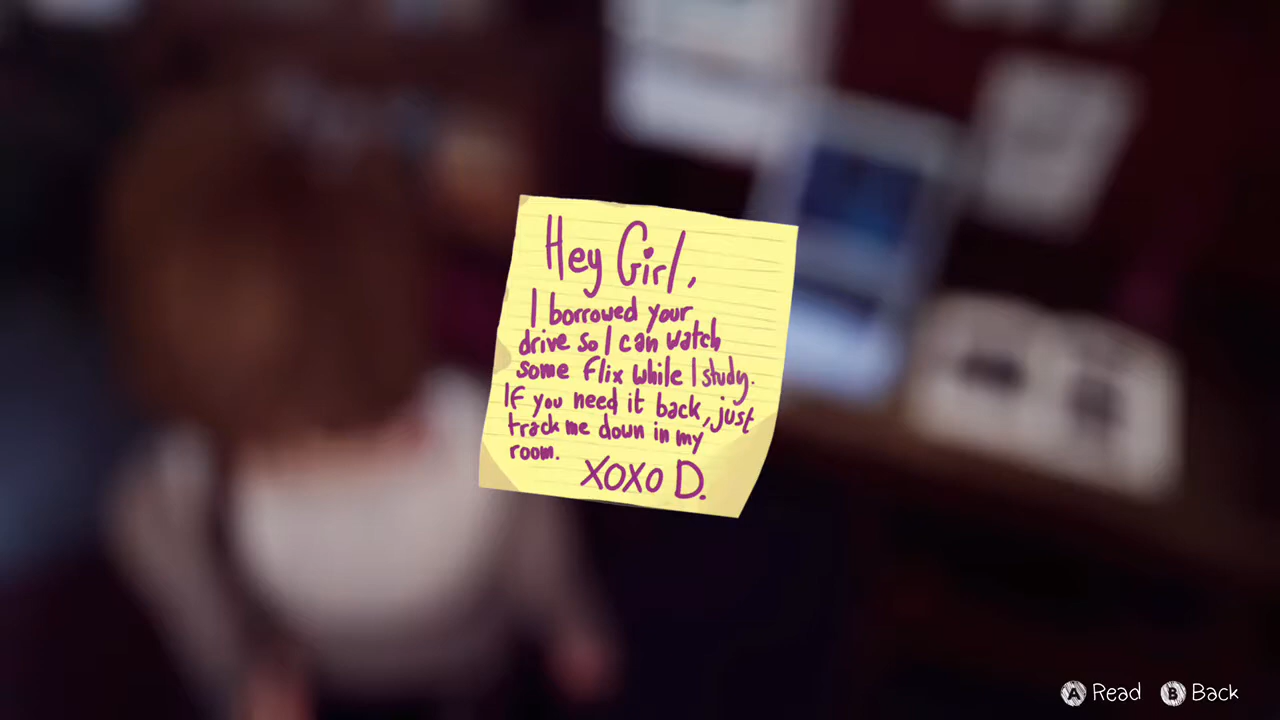 Hey Girl,
I borrowed your
drive so I can watch
some Flix while I study.
If you need it back, just
track me down in my
room.
XOXO D.
A Read B Back